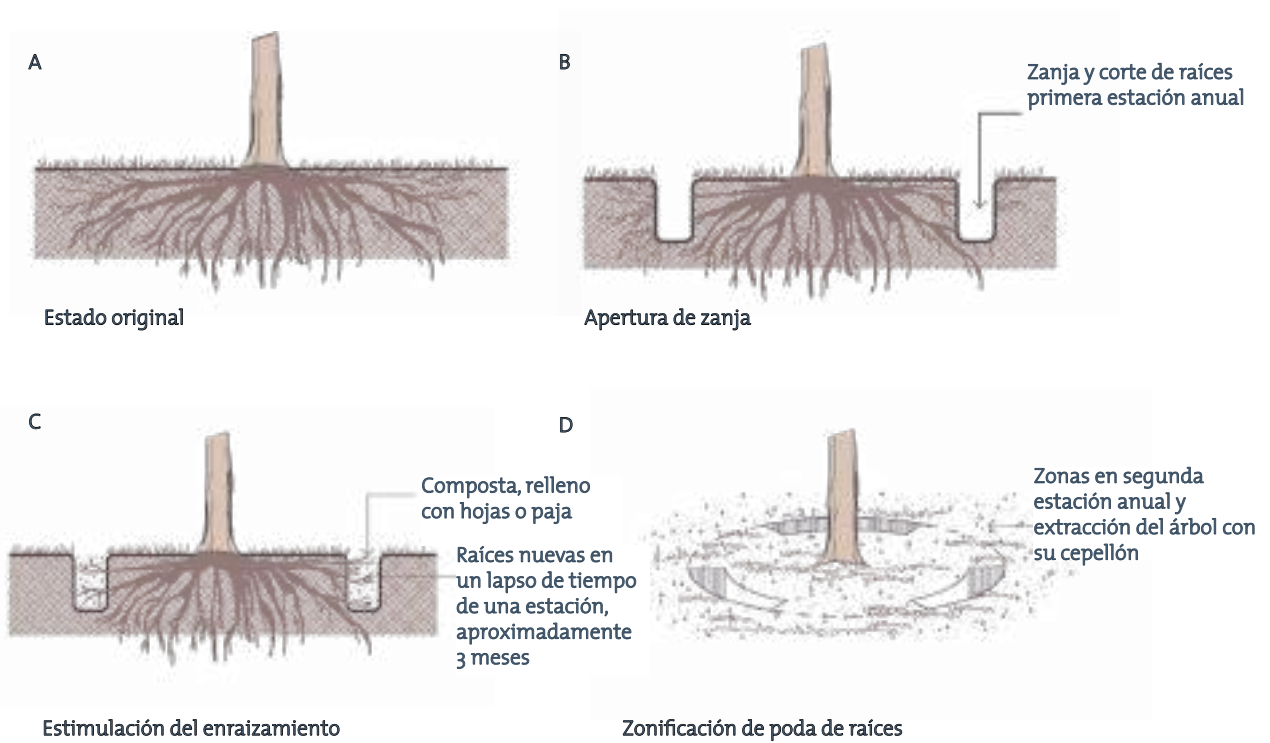 A
B
Zanja y corte de raíces
primera estación anual
Estado original
Apertura de zanja
C
D
Composta, relleno
con hojas o paja
Raíces nuevas en
un lapso de tiempo
de una estación,
aproximadamente
3 meses
Zonas en segunda
estación anual y
extracción del árbol con
su cepellón
Estimulación del enraizamiento
Zonificación de poda de raíces